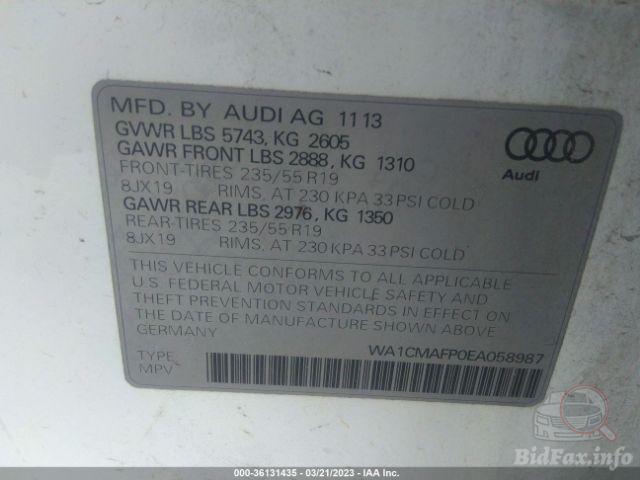 MFD. BY AUDI AG 11 13
GVWR LBS 5743, KG 2605
GAWR FRONT LBS 2888, KG 1310
FRONT-TIRES 235/55 R19
8JX19 RIMS, AT 230 KPA 33 PSI COLD
GAWR REAR LBS 2976, KG 1350
REAR-TIRES 235/55 R19
8JX19 RIMS, AT 230 KPA 33 PSI COLD
Audi
THIS VEHICLE CONFORMS TO ALL APPLICABLE
U.S. FEDERAL MOTOR VEHICLE SAFETY AND
THEFT PREVENTION STANDARDS IN EFFECT ON
THE DATE OF MANUFACTURE SHOWN ABOVE.
GERMANY
WA1CMAFP0EA058987
TYPE:
MPV
BidFax.info
000-36131435 - 03/21/2023 - IAA Inc.